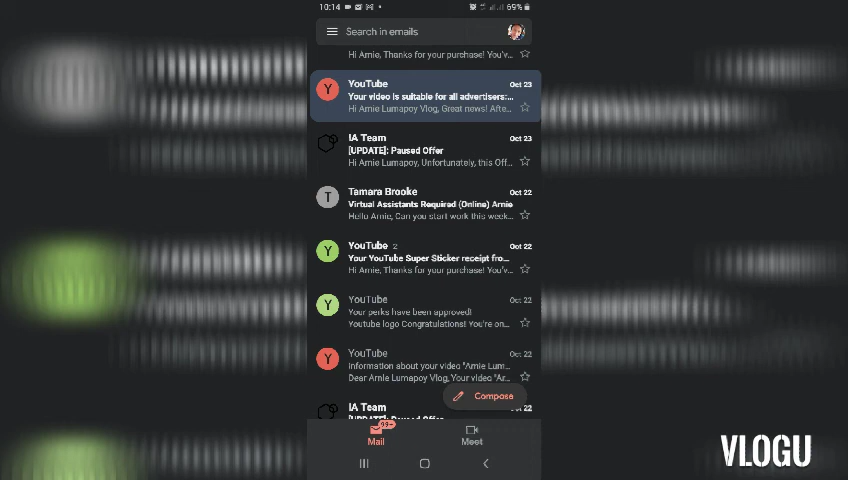 10:14 69%
Search in emails
Hi Arnie, Thanks for your purchase! You'v...
Y YouTube Oct 23
Your video is suitable for all advertisers:...
Hi Arnie Lumapoy Vlog, Great news! Afte...
IA Team Oct 23
[UPDATE]: Paused Offer
Hi Arnie Lumapoy, Unfortunately, this Off...
T Tamara Brooke Oct 22
Virtual Assistants Required (Online) Arnie
Hello Arnie, Can you start work this week...
Y YouTube 2 Oct 22
Your YouTube Super Sticker receipt fro...
Hi Arnie, Thanks for your purchase! You'v...
Y YouTube Oct 22
Your perks have been approved!
Youtube logo Congratulations! You're on...
Y YouTube Oct 22
Information about your video "Arnie Lum...
Dear Arnie Lumapoy Vlog, Your video "Ar...
Compose
IA Team Oct 22
[UPDATE]: Paused Offer
99+
Mail Meet
VLOGU